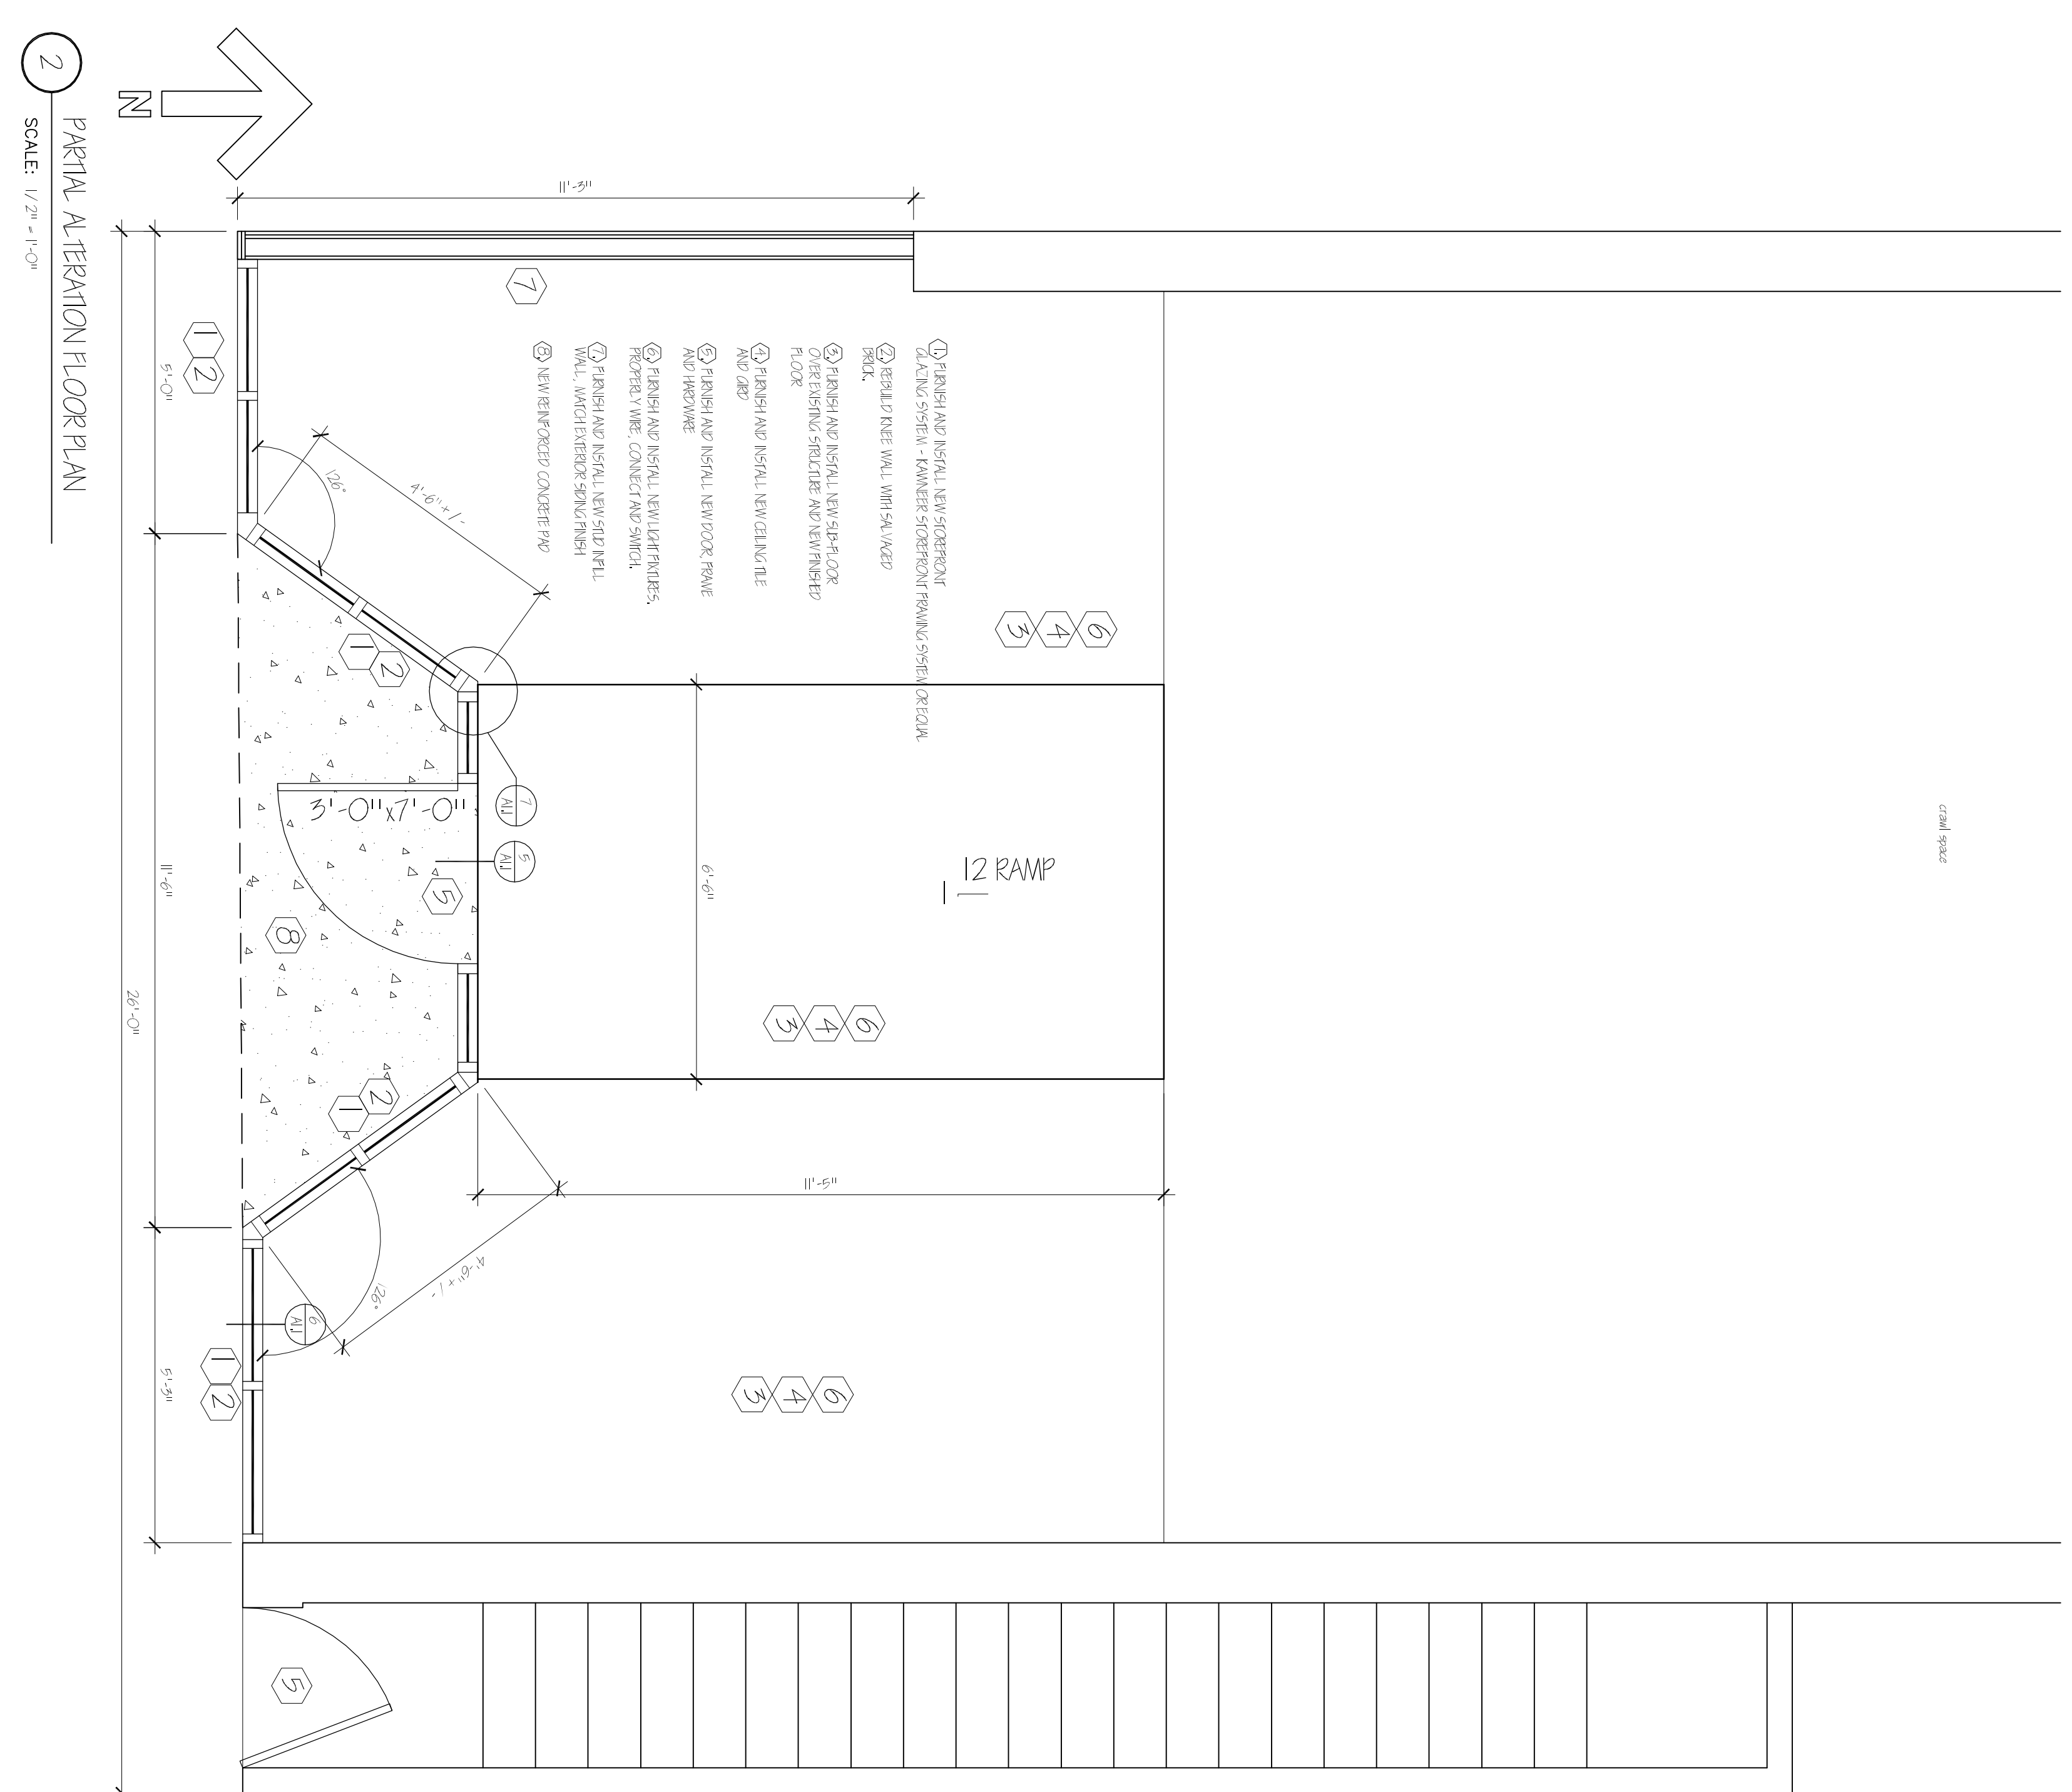 2
PARTIAL ALTERATION FLOOR PLAN
SCALE: 1/2" = 1'-0"
N
11'-3"
7
1. FURNISH AND INSTALL NEW STOREFRONT
GLAZING SYSTEM - KAWNEER STOREFRONT FRAMING SYSTEM OR EQUAL
2. REBUILD KNEE WALL WITH SALVAGED
BRICK.
3. FURNISH AND INSTALL NEW SUB-FLOOR
OVER EXISTING STRUCTURE AND NEW FINISHED
FLOOR
4. FURNISH AND INSTALL NEW CEILING TILE
AND GIRD
5. FURNISH AND INSTALL NEW DOOR, FRAME
AND HARDWARE
6. FURNISH AND INSTALL NEW LIGHT FIXTURES,
PROPERLY WIRE, CONNECT AND SWITCH.
7. FURNISH AND INSTALL NEW STUD INFILL
WALL, MATCH EXTERIOR SIDING FINISH
8. NEW REINFORCED CONCRETE PAD
1 2
5'-0"
126°
4'-6" + / -
6
4
3
1 2
7
A1.1
3'-0"x7'-0"
5
A1.1
5
8
6'-6"
12 RAMP
1
crawl space
11'-6"
26'-0"
6
4
3
1 2
11'-5"
4'-6" + / -
126°
6
A1.1
1 2
5'-3"
6
4
3
5